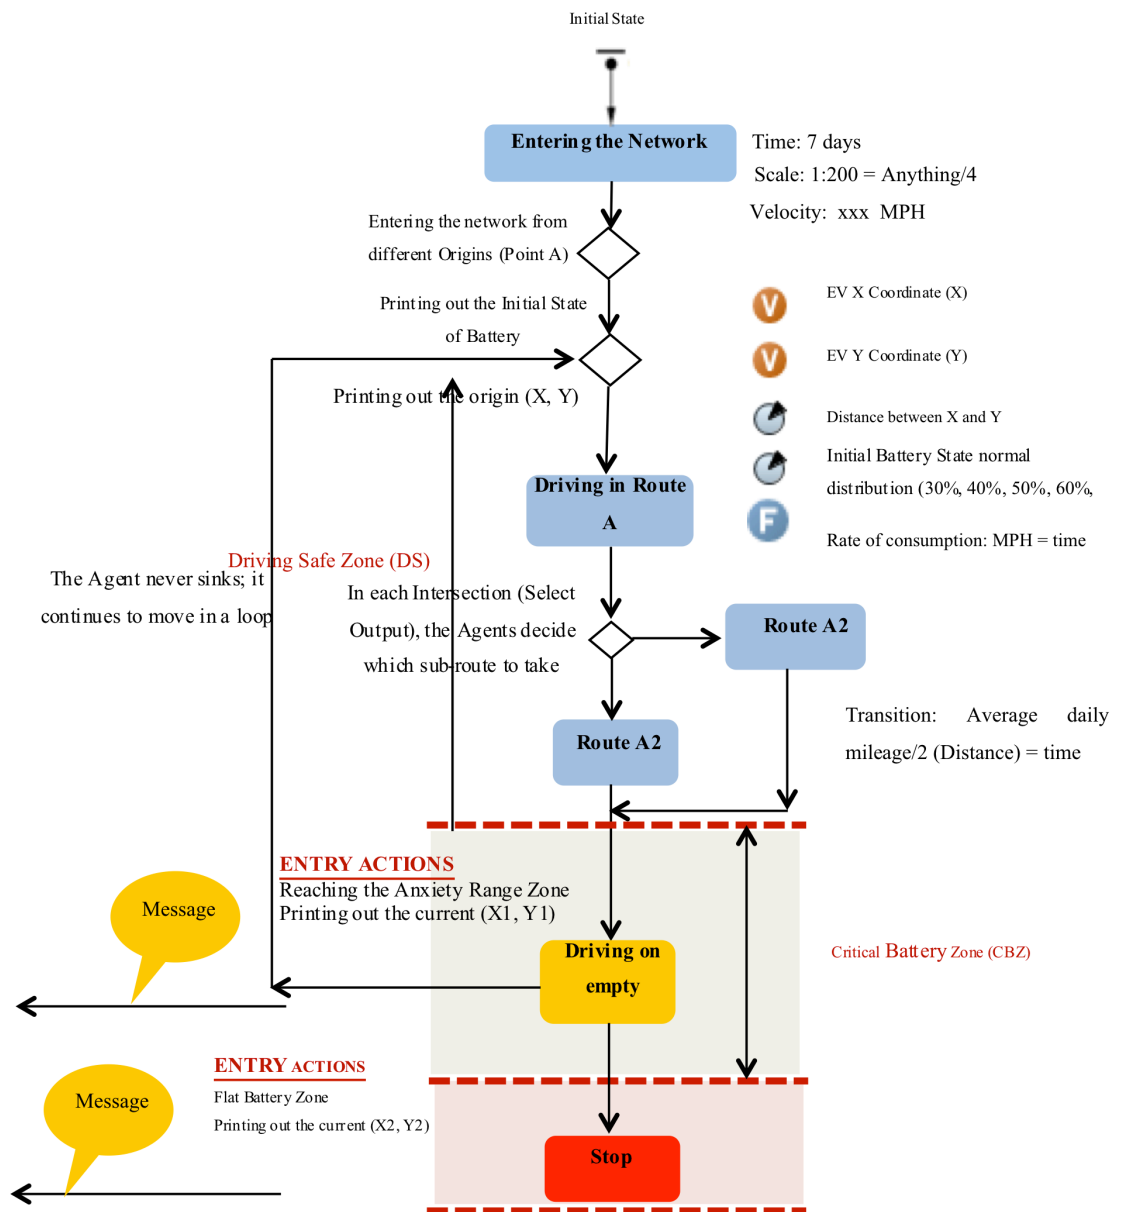 Initial State
Entering the Network
Time: 7 days
Scale: 1:200 = Anything/4
Velocity: xxx MPH
Entering the network from
different Origins (Point A)
Printing out the Initial State
of Battery
Printing out the origin (X, Y)
V
EV X Coordinate (X)
V
EV Y Coordinate (Y)
Distance between X and Y
Initial Battery State normal
distribution (30%, 40%, 50%, 60%,
F
Rate of consumption: MPH = time
Driving in Route
A
Driving Safe Zone (DS)
The Agent never sinks; it
continues to move in a loop
In each Intersection (Select
Output), the Agents decide
which sub-route to take
Route A2
Route A2
Transition: Average daily
mileage/2 (Distance) = time
ENTRY ACTIONS
Reaching the Anxiety Range Zone
Printing out the current (X1, Y1)
Message
Driving on
empty
Critical Battery Zone (CBZ)
ENTRY ACTIONS
Flat Battery Zone
Printing out the current (X2, Y2)
Message
Stop